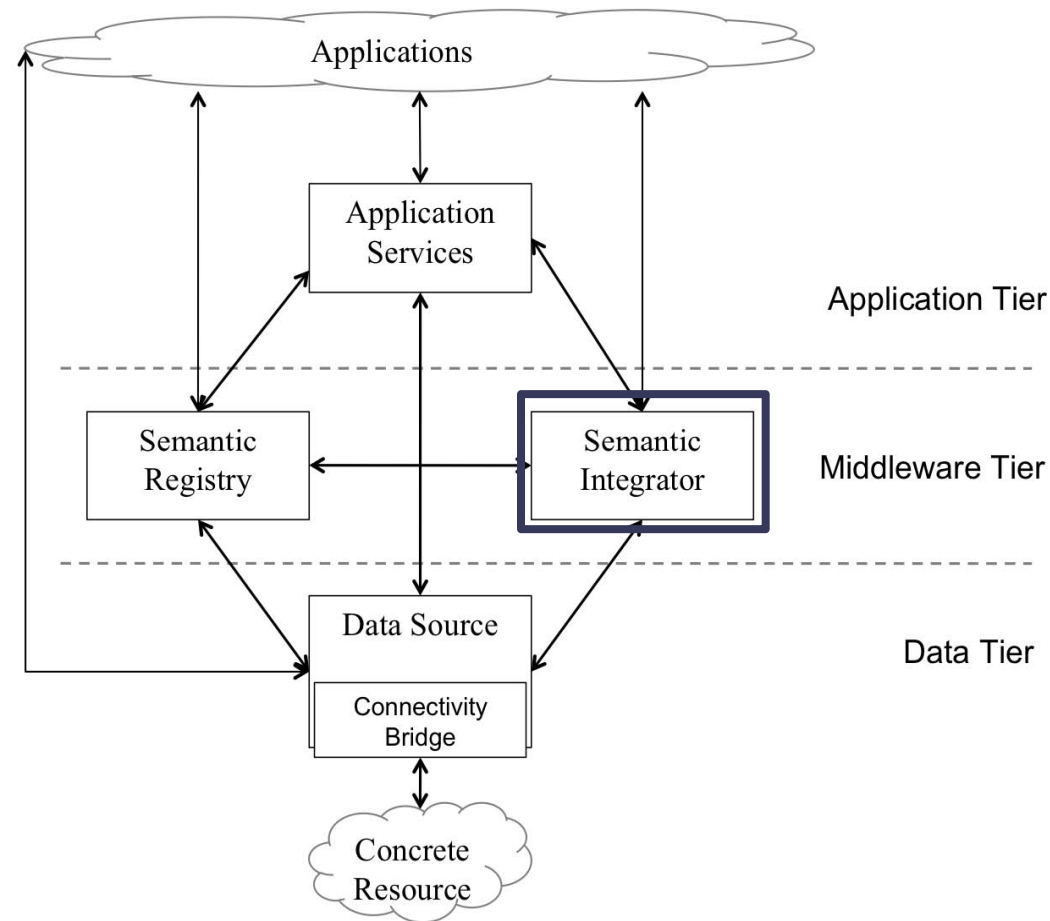 Applications
Application
Services
Application Tier
Semantic
Registry
Semantic
Integrator
Middleware Tier
Data Source
Data Tier
Connectivity
Bridge
Concrete
Resource